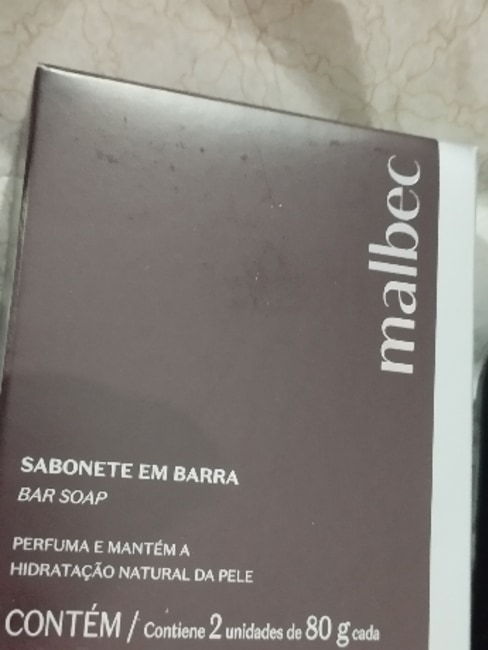 malbec
SABONETE EM BARRA
BAR SOAP
PERFUMA E MANTÉM A
HIDRATAÇÃO NATURAL DA PELE
CONTÉM / Contiene 2 unidades de 80 g cada